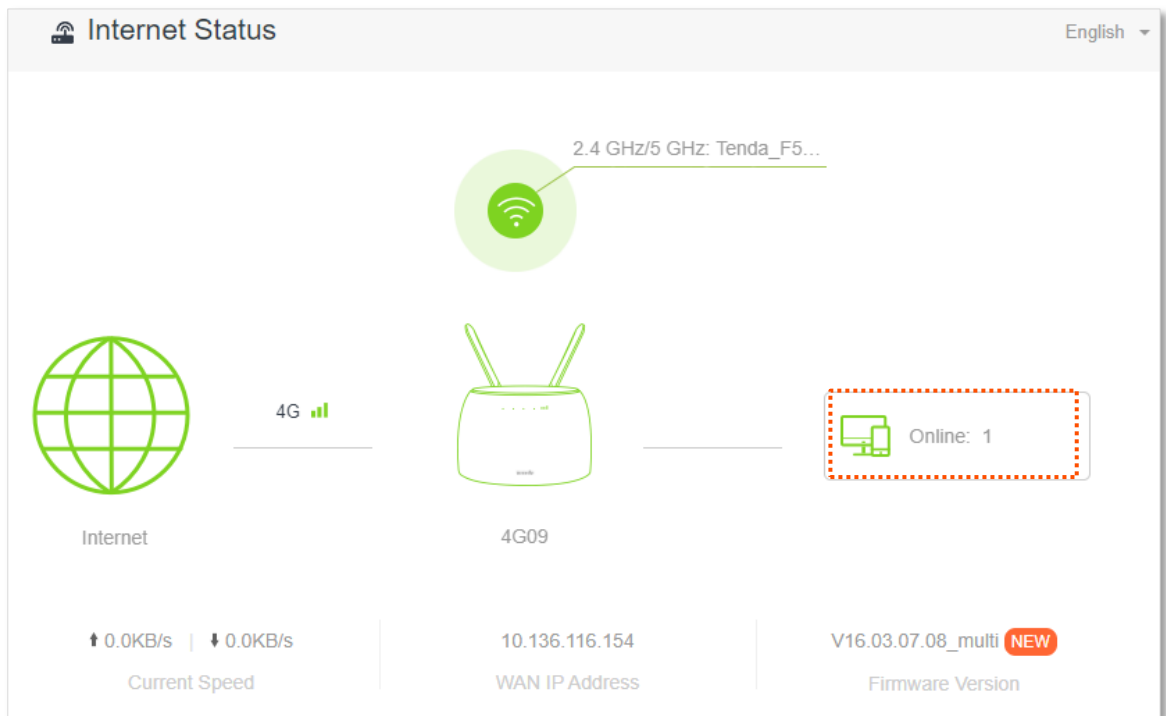 Internet Status
English
2.4 GHz/5 GHz: Tenda_F5...
4G
Online: 1
Internet
4G09
0.0KB/s | 0.0KB/s
10.136.116.154
V16.03.07.08_multi NEW
Current Speed
WAN IP Address
Firmware Version